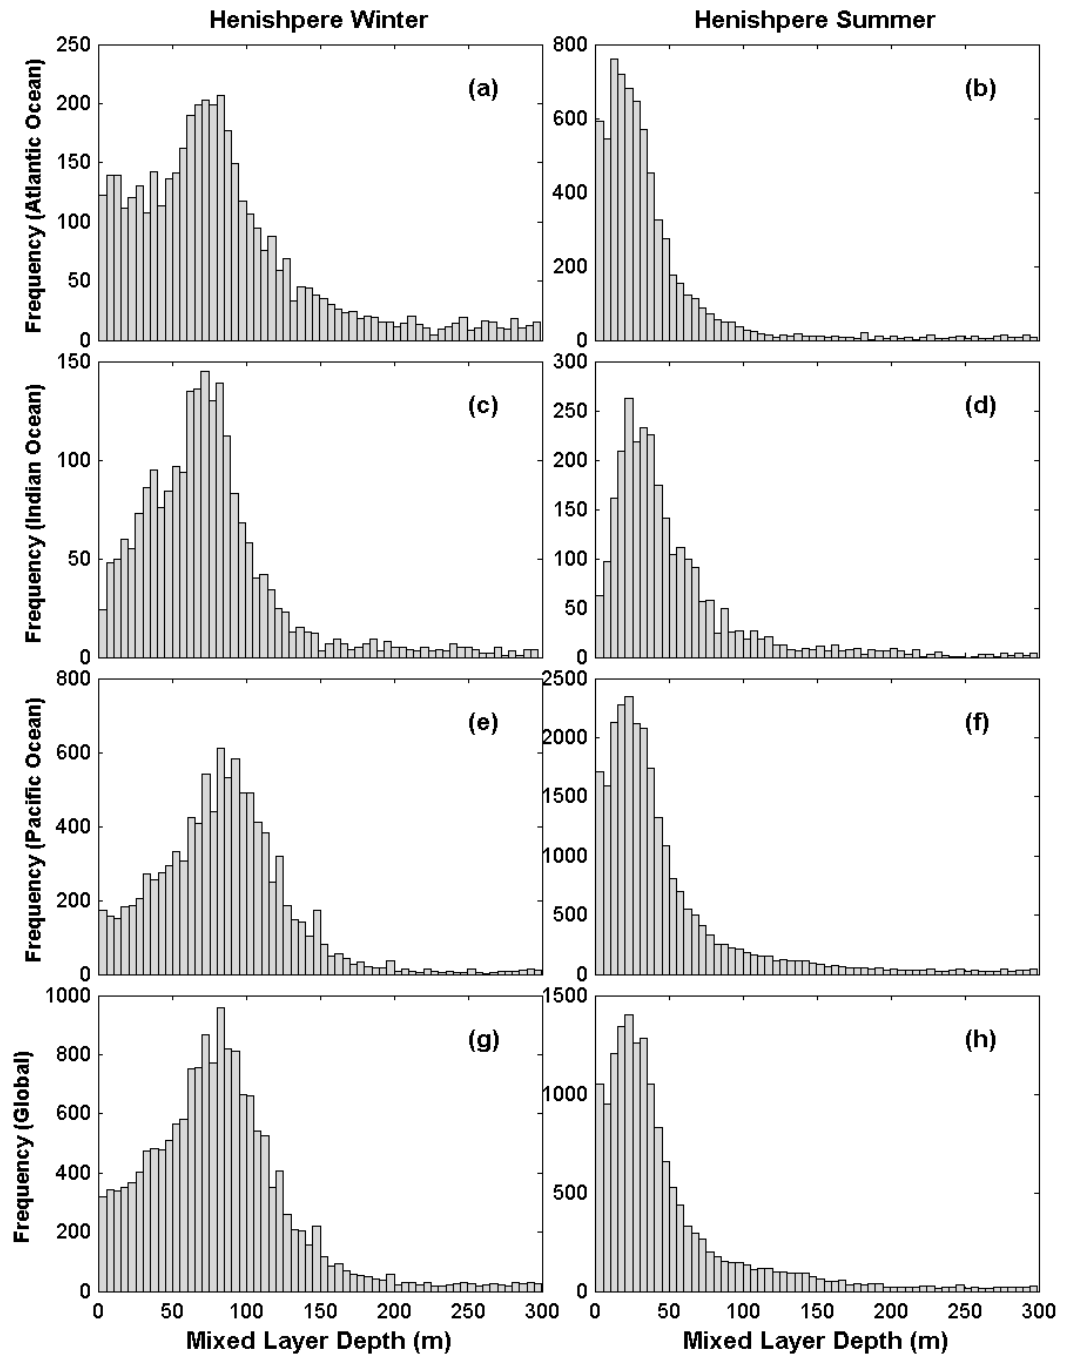 Henishpere Winter
Henishpere Summer
250
200
150
100
50
0
Frequency (Atlantic Ocean)
(a)
800
600
400
200
0
(b)
150
100
50
0
Frequency (Indian Ocean)
(c)
300
250
200
150
100
50
0
(d)
800
600
400
200
0
Frequency (Pacific Ocean)
(e)
2500
2000
1500
1000
500
0
(f)
1000
800
600
400
200
0
Frequency (Global)
(g)
1500
1000
500
0
(h)
0 50 100 150 200 250 300
0 50 100 150 200 250 300
Mixed Layer Depth (m)
Mixed Layer Depth (m)